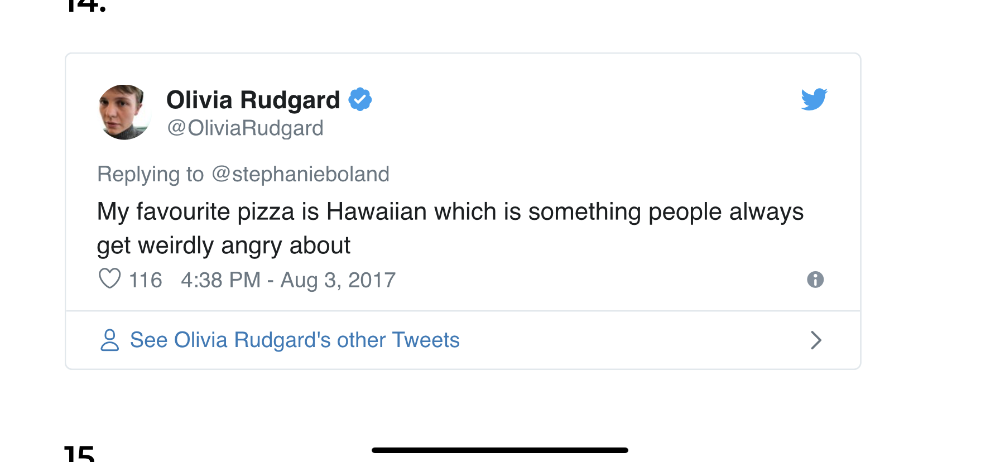 14.
Olivia Rudgard
@OliviaRudgard
Replying to @stephanieboland
My favourite pizza is Hawaiian which is something people always
get weirdly angry about
116 4:38 PM - Aug 3, 2017
See Olivia Rudgard's other Tweets
15